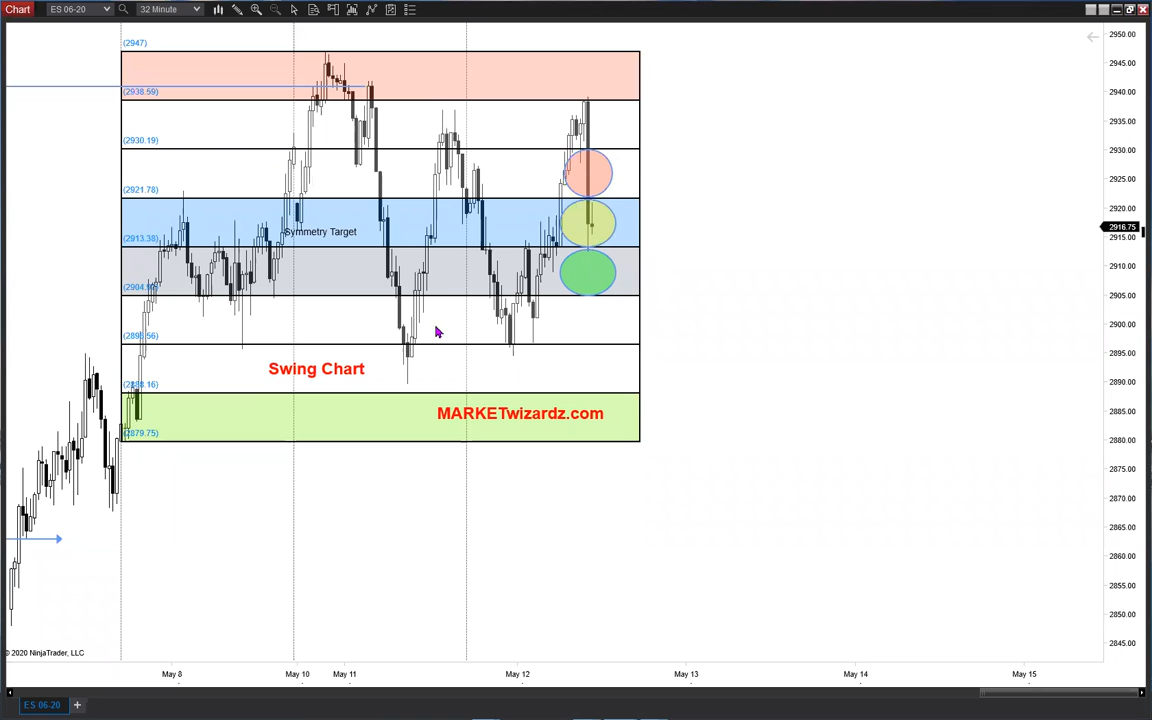 Chart
ES 06-20
32 Minute
(2947)
(2938.59)
(2930.19)
(2921.78)
Symmetry Target
(2913.38)
(2888.16)
(2879.75)
Swing Chart
MARKETwizardz.com
2950.00
2945.00
2940.00
2935.00
2930.00
2925.00
2920.00
2916.75
2915.00
2910.00
2905.00
2900.00
2895.00
2890.00
2885.00
2880.00
2875.00
2870.00
2865.00
2860.00
2855.00
2850.00
2845.00
© 2020 NinjaTrader, LLC
May 8
May 10
May 11
May 12
May 13
May 14
May 15
ES 06-20